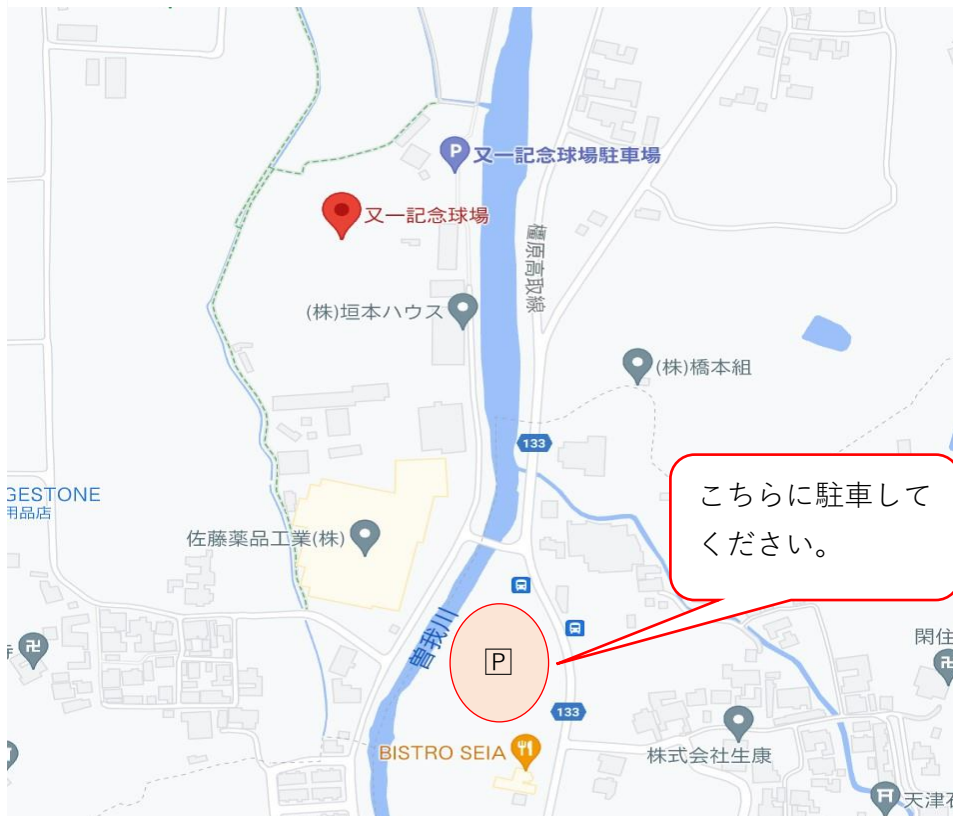 P 又一記念球場駐車場
又一記念球場
橿原高取線
(株)垣本ハウス
(株)橋本組
133
GESTONE
用品店
こちらに駐車して
ください。
佐藤薬品工業(株)
曽我川
P
閑住
寺
133
BISTRO SEIA
株式会社生康
天津石